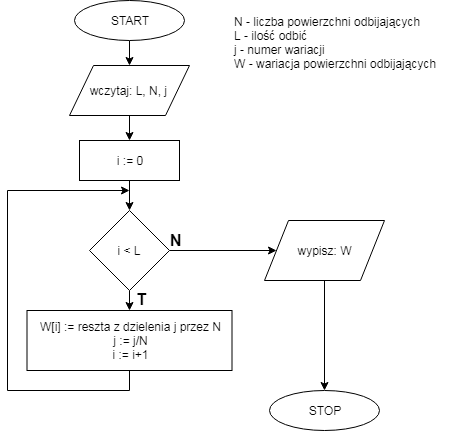 START
N - liczba powierzchni odbijających
L - ilość odbić
j - numer wariacji
W - wariacja powierzchni odbijających
wczytaj: L, N, j
i := 0
i < L
N
wypisz: W
T
W[i] := reszta z dzielenia j przez N
j := j/N
i := i+1
STOP